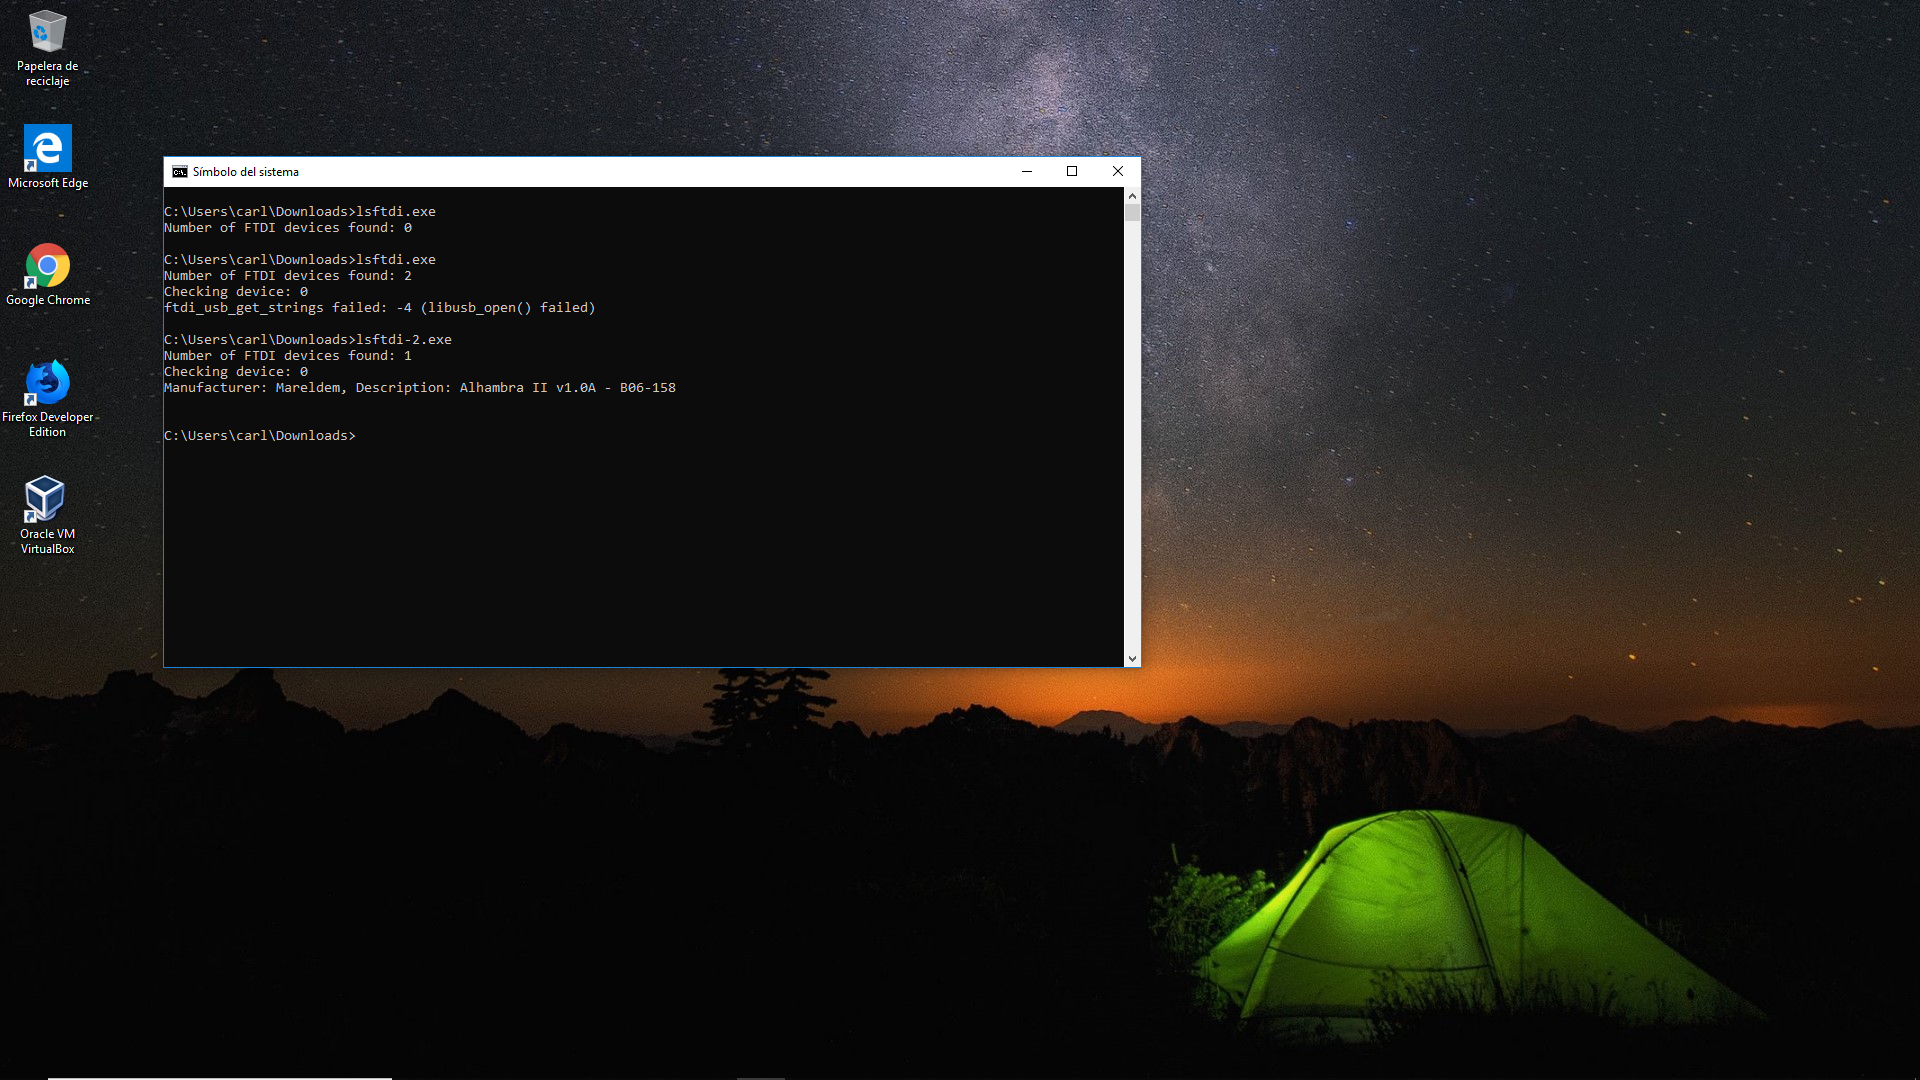 Papelera de
reciclaje
Microsoft Edge
Google Chrome
Firefox Developer
Edition
Oracle VM
VirtualBox
Símbolo del sistema
C:\Users\carl\Downloads>lsftdi.exe
Number of FTDI devices found: 0
C:\Users\carl\Downloads>lsftdi.exe
Number of FTDI devices found: 2
Checking device: 0
ftdi_usb_get_strings failed: -4 (libusb_open() failed)
C:\Users\carl\Downloads>lsftdi-2.exe
Number of FTDI devices found: 1
Checking device: 0
Manufacturer: Mareldem, Description: Alhambra II v1.0A - B06-158
C:\Users\carl\Downloads>